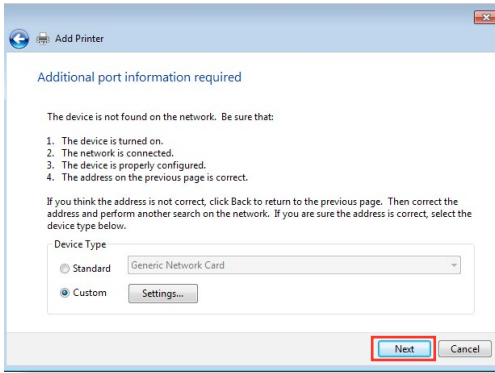 Add Printer
Additional port information required
The device is not found on the network. Be sure that:
1. The device is turned on.
2. The network is connected.
3. The device is properly configured.
4. The address on the previous page is correct.
If you think the address is not correct, click Back to return to the previous page. Then correct the
address and perform another search on the network. If you are sure the address is correct, select the
device type below.
Device Type
Standard Generic Network Card
Custom Settings...
Next Cancel